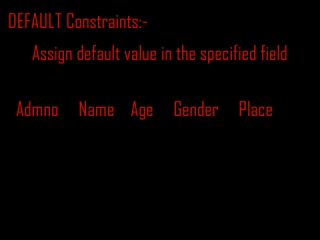 DEFAULT Constraints:-
Assign default value in the specified field
Admno Name Age Gender Place